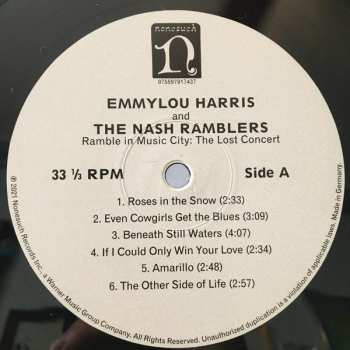 nonesuch
n
075597917437
EMMYLOU HARRIS
and
THE NASH RAMBLERS
Ramble in Music City: The Lost Concert
33 ⅓ RPM Side A
1. Roses in the Snow (2:33)
2. Even Cowgirls Get the Blues (3:09)
3. Beneath Still Waters (4:07)
4. If I Could Only Win Your Love (2:34)
5. Amarillo (2:48)
6. The Other Side of Life (2:57)
℗ © 2021 Nonesuch Records Inc., a Warner Music Group Company. All Rights Reserved. Unauthorized duplication is a violation of applicable laws. Made in Germany.